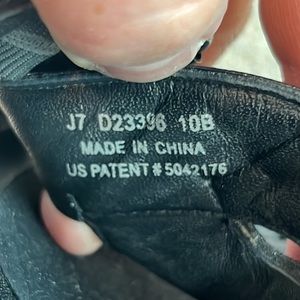 J7 D23396 10B
MADE IN CHINA
US PATENT # 5042176